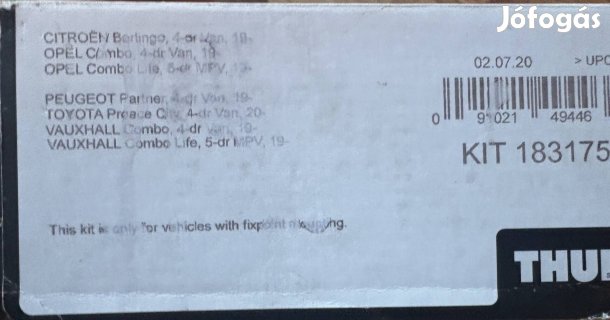 Jófogás
CITROËN Berlingo, 4-dr Van, 19-
OPEL Combo, 4-dr Van, 19-
OPEL Combo Life, 5-dr MPV, 19-
PEUGEOT Partner, 4-dr Van, 19-
TOYOTA Proace City, 4-dr Van, 20-
VAUXHALL Combo, 4-dr Van, 19-
VAUXHALL Combo Life, 5-dr MPV, 19-
02.07.20 > UPC
0 91021 49446
KIT 183175
This kit is only for vehicles with fixpoint mounting.
THUL